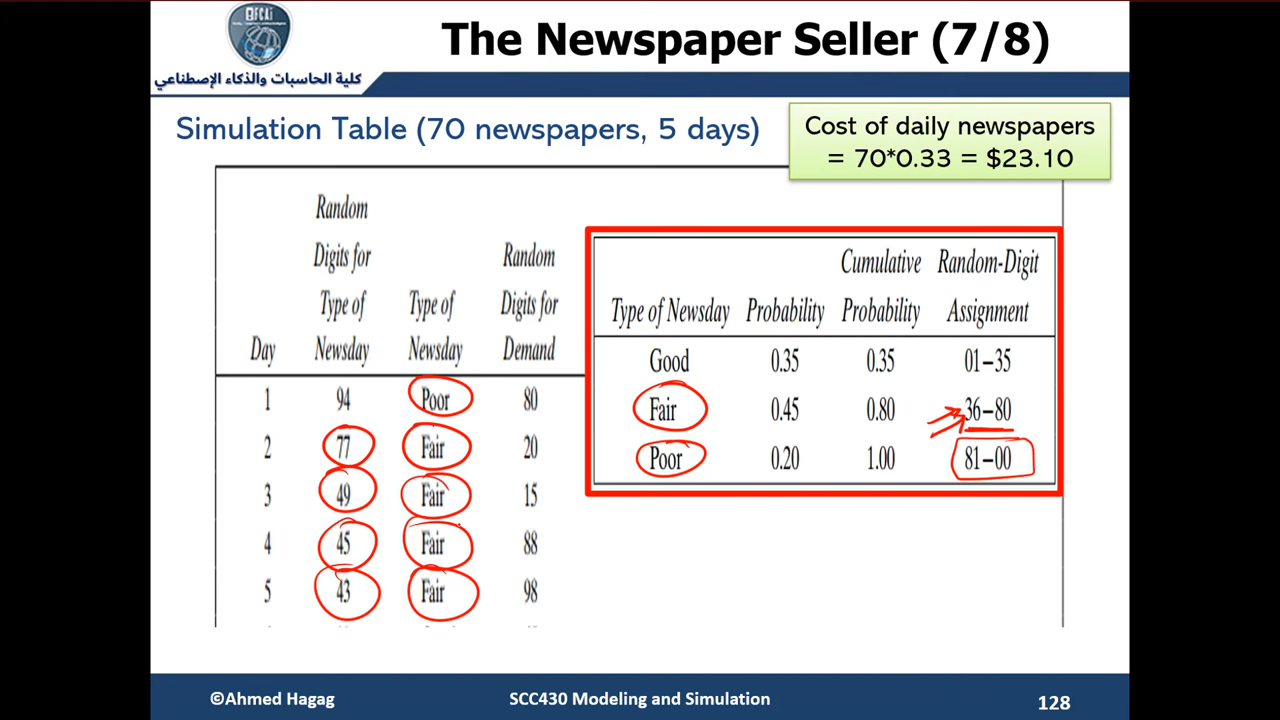 FCAi
The Newspaper Seller (7/8)
كلية الحاسبات والذكاء الإصطناعي
Simulation Table (70 newspapers, 5 days)
Cost of daily newspapers
= 70*0.33 = $23.10
Random
Digits for Random
Type of Type of Digits for
Day Newsday Newsday Demand
1 94 Poor 80
2 77 Fair 20
3 49 Fair 15
4 45 Fair 88
5 43 Fair 98
Cumulative Random-Digit
Type of Newsday Probability Probability Assignment
Good 0.35 0.35 01–35
Fair 0.45 0.80 36–80
Poor 0.20 1.00 81–00
©Ahmed Hagag
SCC430 Modeling and Simulation
128